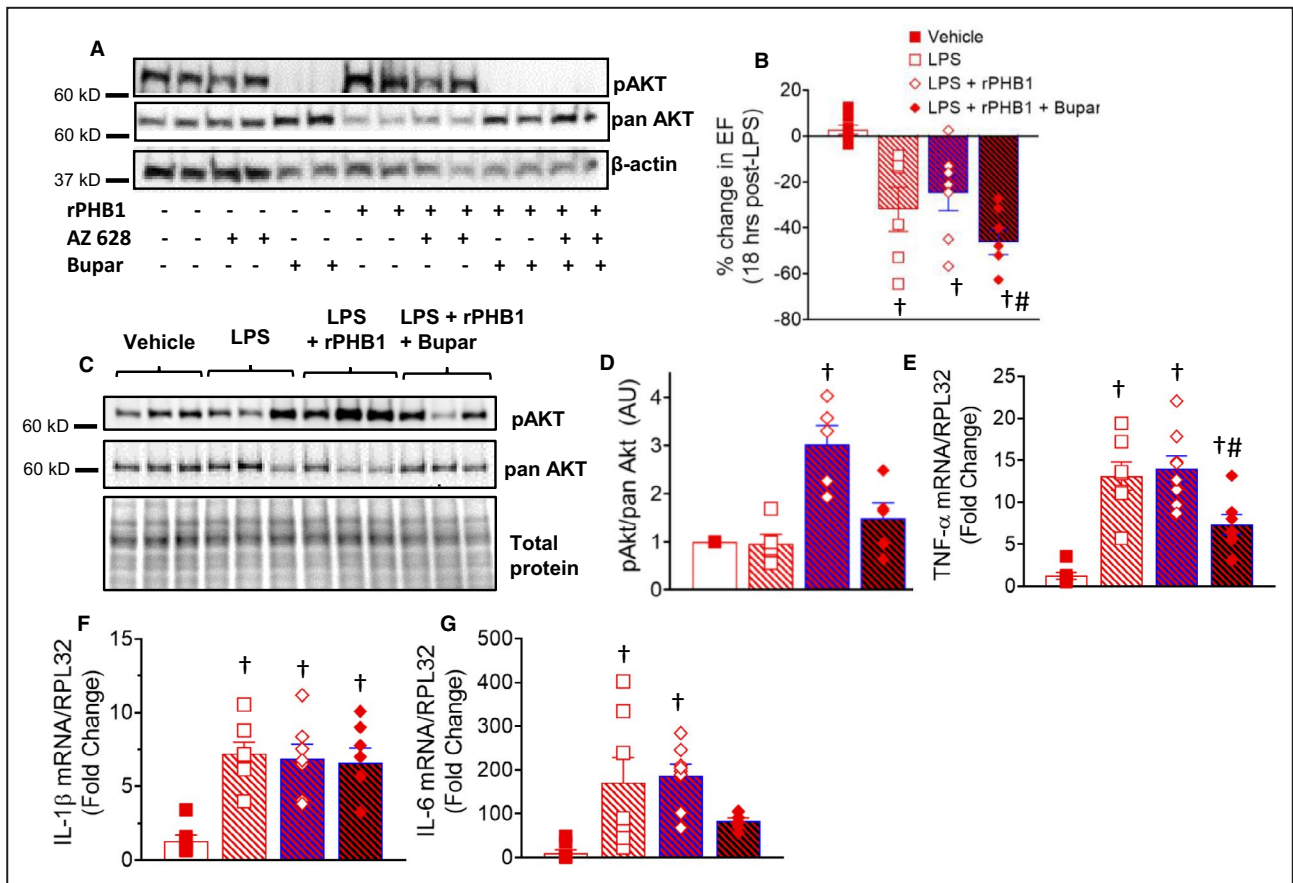 A
pAKT
60 kD
pan AKT
60 kD
β-actin
37 kD
rPHB1 - - - - - - + + + + + + + +
AZ 628 - - + + - - - - + + - - + +
Bupar - - - - + + - - - - + + + +
B
Vehicle
LPS
LPS + rPHB1
LPS + rPHB1 + Bupar
% change in EF
(18 hrs post-LPS)
20
0
-20
-40
-60
-80
†
†
†#
C
Vehicle
LPS
LPS
+ rPHB1
LPS + rPHB1
+ Bupar
pAKT
60 kD
pan AKT
60 kD
Total
protein
D
pAkt/pan Akt (AU)
4
3
2
1
0
†
E
TNF-α mRNA/RPL32
(Fold Change)
25
20
15
10
5
0
†
†
†#
F
IL-1β mRNA/RPL32
(Fold Change)
15
10
5
0
†
†
†
G
IL-6 mRNA/RPL32
(Fold Change)
500
400
300
200
100
0
†
†